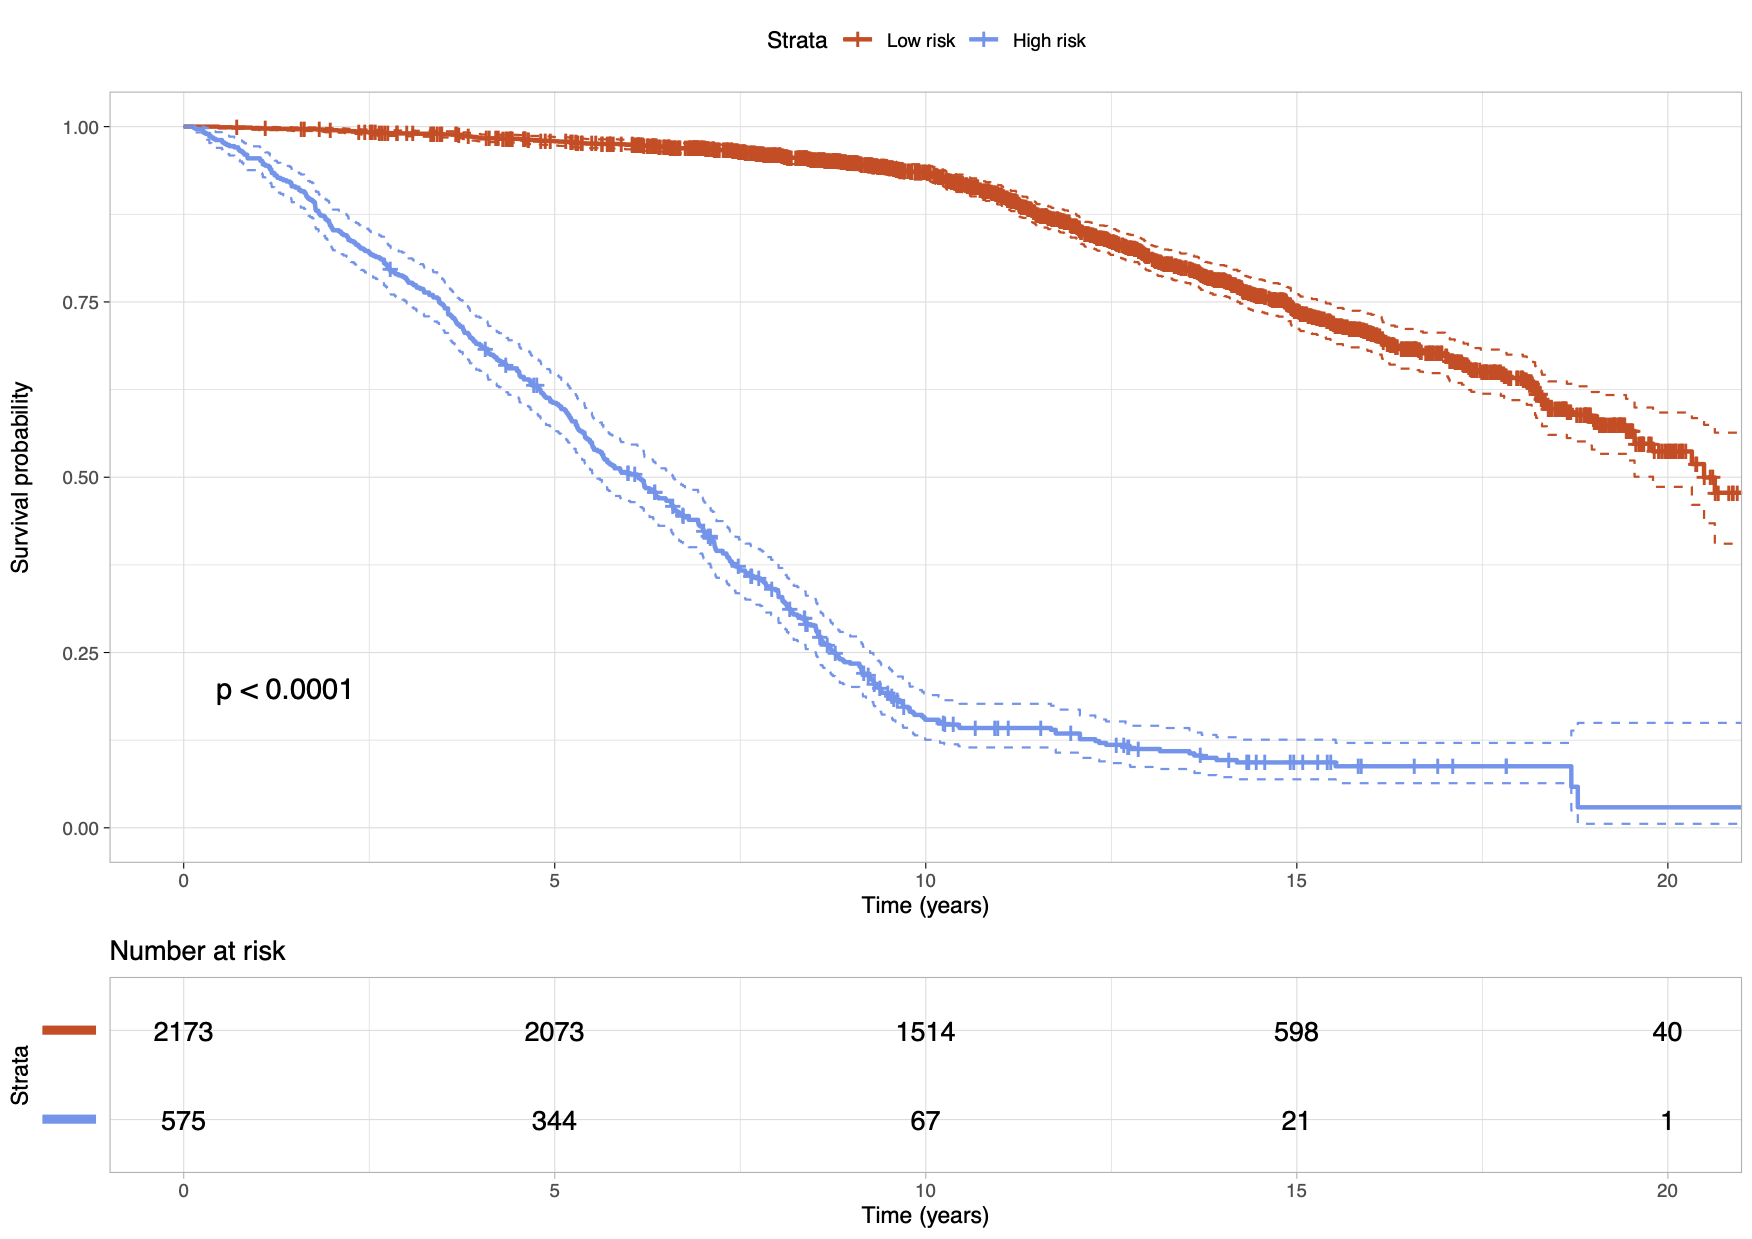 Strata Low risk High risk
1.00
0.75
0.50
0.25
0.00
Survival probability
p < 0.0001
0 5 10 15 20
Time (years)
Number at risk
Strata
2173 2073 1514 598 40
575 344 67 21 1
0 5 10 15 20
Time (years)